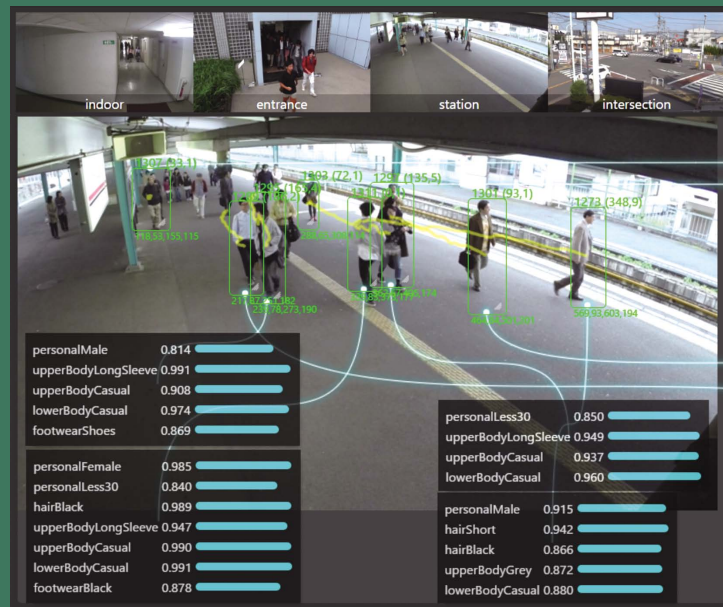 indoor
entrance
station
intersection
1303 (72,1)
1301 (93,1)
1273 (348,9)
718,53,155,115
569,93,603,194
personalMale 0.814
upperBodyLongSleeve 0.991
upperBodyCasual 0.908
lowerBodyCasual 0.974
footwearShoes 0.869
personalFemale 0.985
personalLess30 0.840
hairBlack 0.989
upperBodyLongSleeve 0.947
upperBodyCasual 0.990
lowerBodyCasual 0.991
footwearBlack 0.878
personalLess30 0.850
upperBodyLongSleeve 0.949
upperBodyCasual 0.937
lowerBodyCasual 0.960
personalMale 0.915
hairShort 0.942
hairBlack 0.866
upperBodyGrey 0.872
lowerBodyCasual 0.880